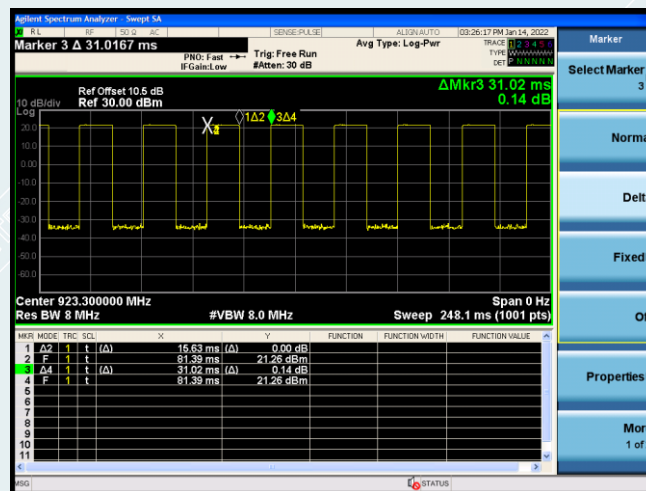 Agilent Spectrum Analyzer - Swept SA
RL RF 50 Ω AC SENSE:PULSE ALIGN AUTO 03:26:17 PM Jan 14, 2022
Marker 3 Δ 31.0167 ms
PNO: Fast
IFGain:Low
Trig: Free Run
#Atten: 30 dB
Avg Type: Log-Pwr
TRACE 1 2 3 4 5 6
TYPE W
DET P N N N N N
Ref Offset 10.5 dB
Ref 30.00 dBm
ΔMkr3 31.02 ms
0.14 dB
10 dB/div
Log
20.0
10.0
0.00
-10.0
-20.0
-30.0
-40.0
-50.0
-60.0
1Δ2
3Δ4
Center 923.300000 MHz
Span 0 Hz
Res BW 8 MHz
#VBW 8.0 MHz
Sweep 248.1 ms (1001 pts)
MKR MODE TRC SCL X Y FUNCTION FUNCTION WIDTH FUNCTION VALUE
1 Δ2 1 t (Δ) 15.63 ms (Δ) 0.00 dB
2 F 1 t 81.39 ms 21.26 dBm
3 Δ4 1 t (Δ) 31.02 ms (Δ) 0.14 dB
4 F 1 t 81.39 ms 21.26 dBm
5
6
7
8
9
10
11
MSG STATUS
Marker
Select Marker
3
Norma
Delt
Fixed
Of
Properties
Mor
1 of